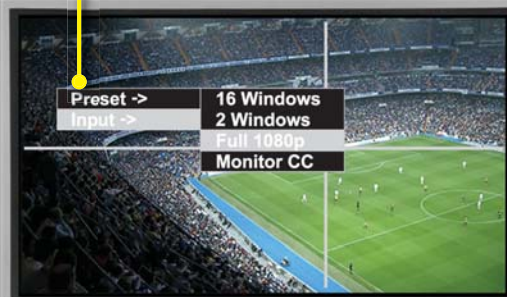 Preset ->
Input ->
16 Windows
2 Windows
Full 1080p
Monitor CC